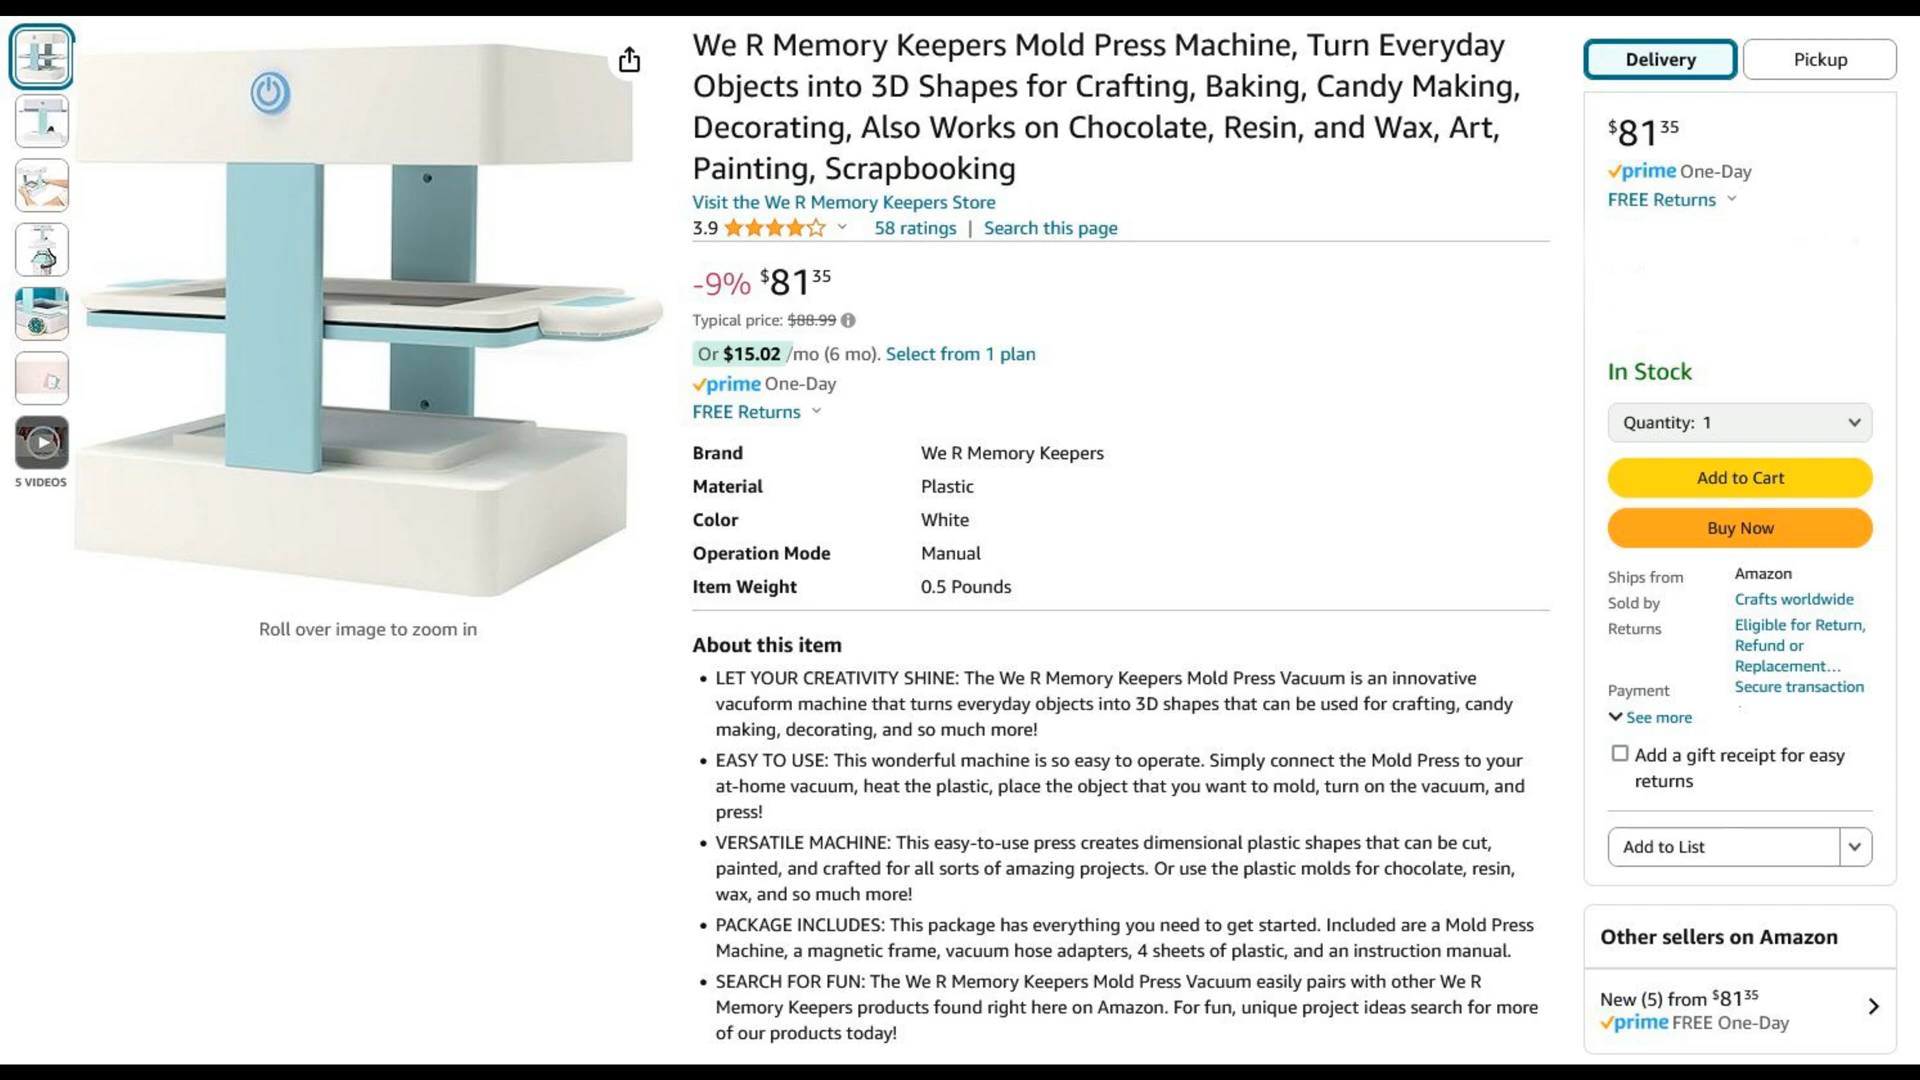 We R Memory Keepers Mold Press Machine, Turn Everyday
Objects into 3D Shapes for Crafting, Baking, Candy Making,
Decorating, Also Works on Chocolate, Resin, and Wax, Art,
Painting, Scrapbooking
Visit the We R Memory Keepers Store
3.9 58 ratings | Search this page
-9% $81 35
Typical price: $88.99
Or $15.02 /mo (6 mo). Select from 1 plan
prime One-Day
FREE Returns
Brand We R Memory Keepers
Material Plastic
Color White
Operation Mode Manual
Item Weight 0.5 Pounds
5 VIDEOS
Roll over image to zoom in
About this item
• LET YOUR CREATIVITY SHINE: The We R Memory Keepers Mold Press Vacuum is an innovative
vacuform machine that turns everyday objects into 3D shapes that can be used for crafting, candy
making, decorating, and so much more!
• EASY TO USE: This wonderful machine is so easy to operate. Simply connect the Mold Press to your
at-home vacuum, heat the plastic, place the object that you want to mold, turn on the vacuum, and
press!
• VERSATILE MACHINE: This easy-to-use press creates dimensional plastic shapes that can be cut,
painted, and crafted for all sorts of amazing projects. Or use the plastic molds for chocolate, resin,
wax, and so much more!
• PACKAGE INCLUDES: This package has everything you need to get started. Included are a Mold Press
Machine, a magnetic frame, vacuum hose adapters, 4 sheets of plastic, and an instruction manual.
• SEARCH FOR FUN: The We R Memory Keepers Mold Press Vacuum easily pairs with other We R
Memory Keepers products found right here on Amazon. For fun, unique project ideas search for more
of our products today!
Delivery Pickup
$81 35
prime One-Day
FREE Returns
In Stock
Quantity: 1
Add to Cart
Buy Now
Ships from Amazon
Sold by Crafts worldwide
Returns Eligible for Return,
Refund or
Replacement...
Payment Secure transaction
See more
Add a gift receipt for easy
returns
Add to List
Other sellers on Amazon
New (5) from $81 35
prime FREE One-Day